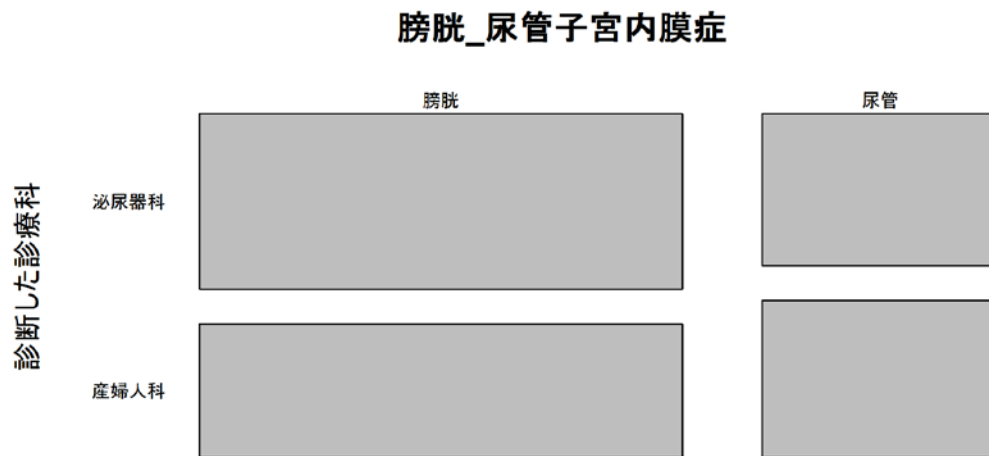 膀胱_尿管子宮内膜症
膀胱
尿管
診断した診療科
泌尿器科
産婦人科